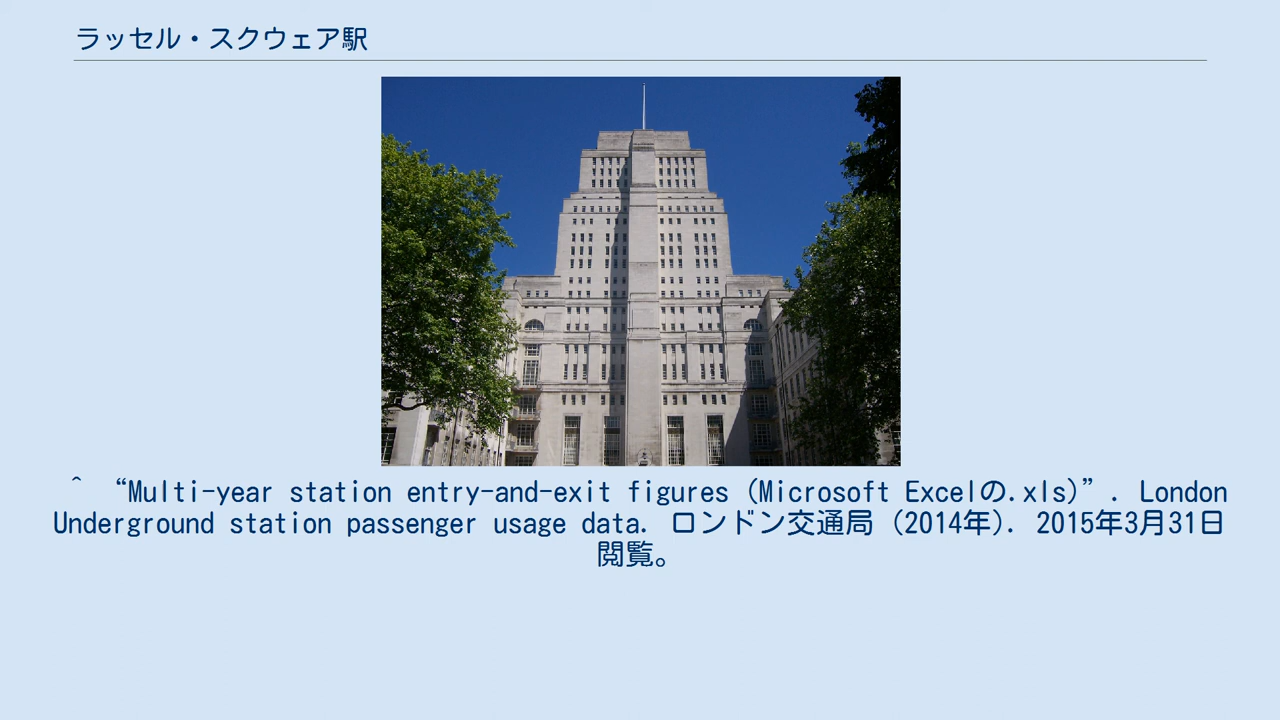 ラッセル・スクウェア駅
^ “Multi-year station entry-and-exit figures (Microsoft Excelの.xls)”. London
Underground station passenger usage data. ロンドン交通局 (2014年). 2015年3月31日
閲覧。